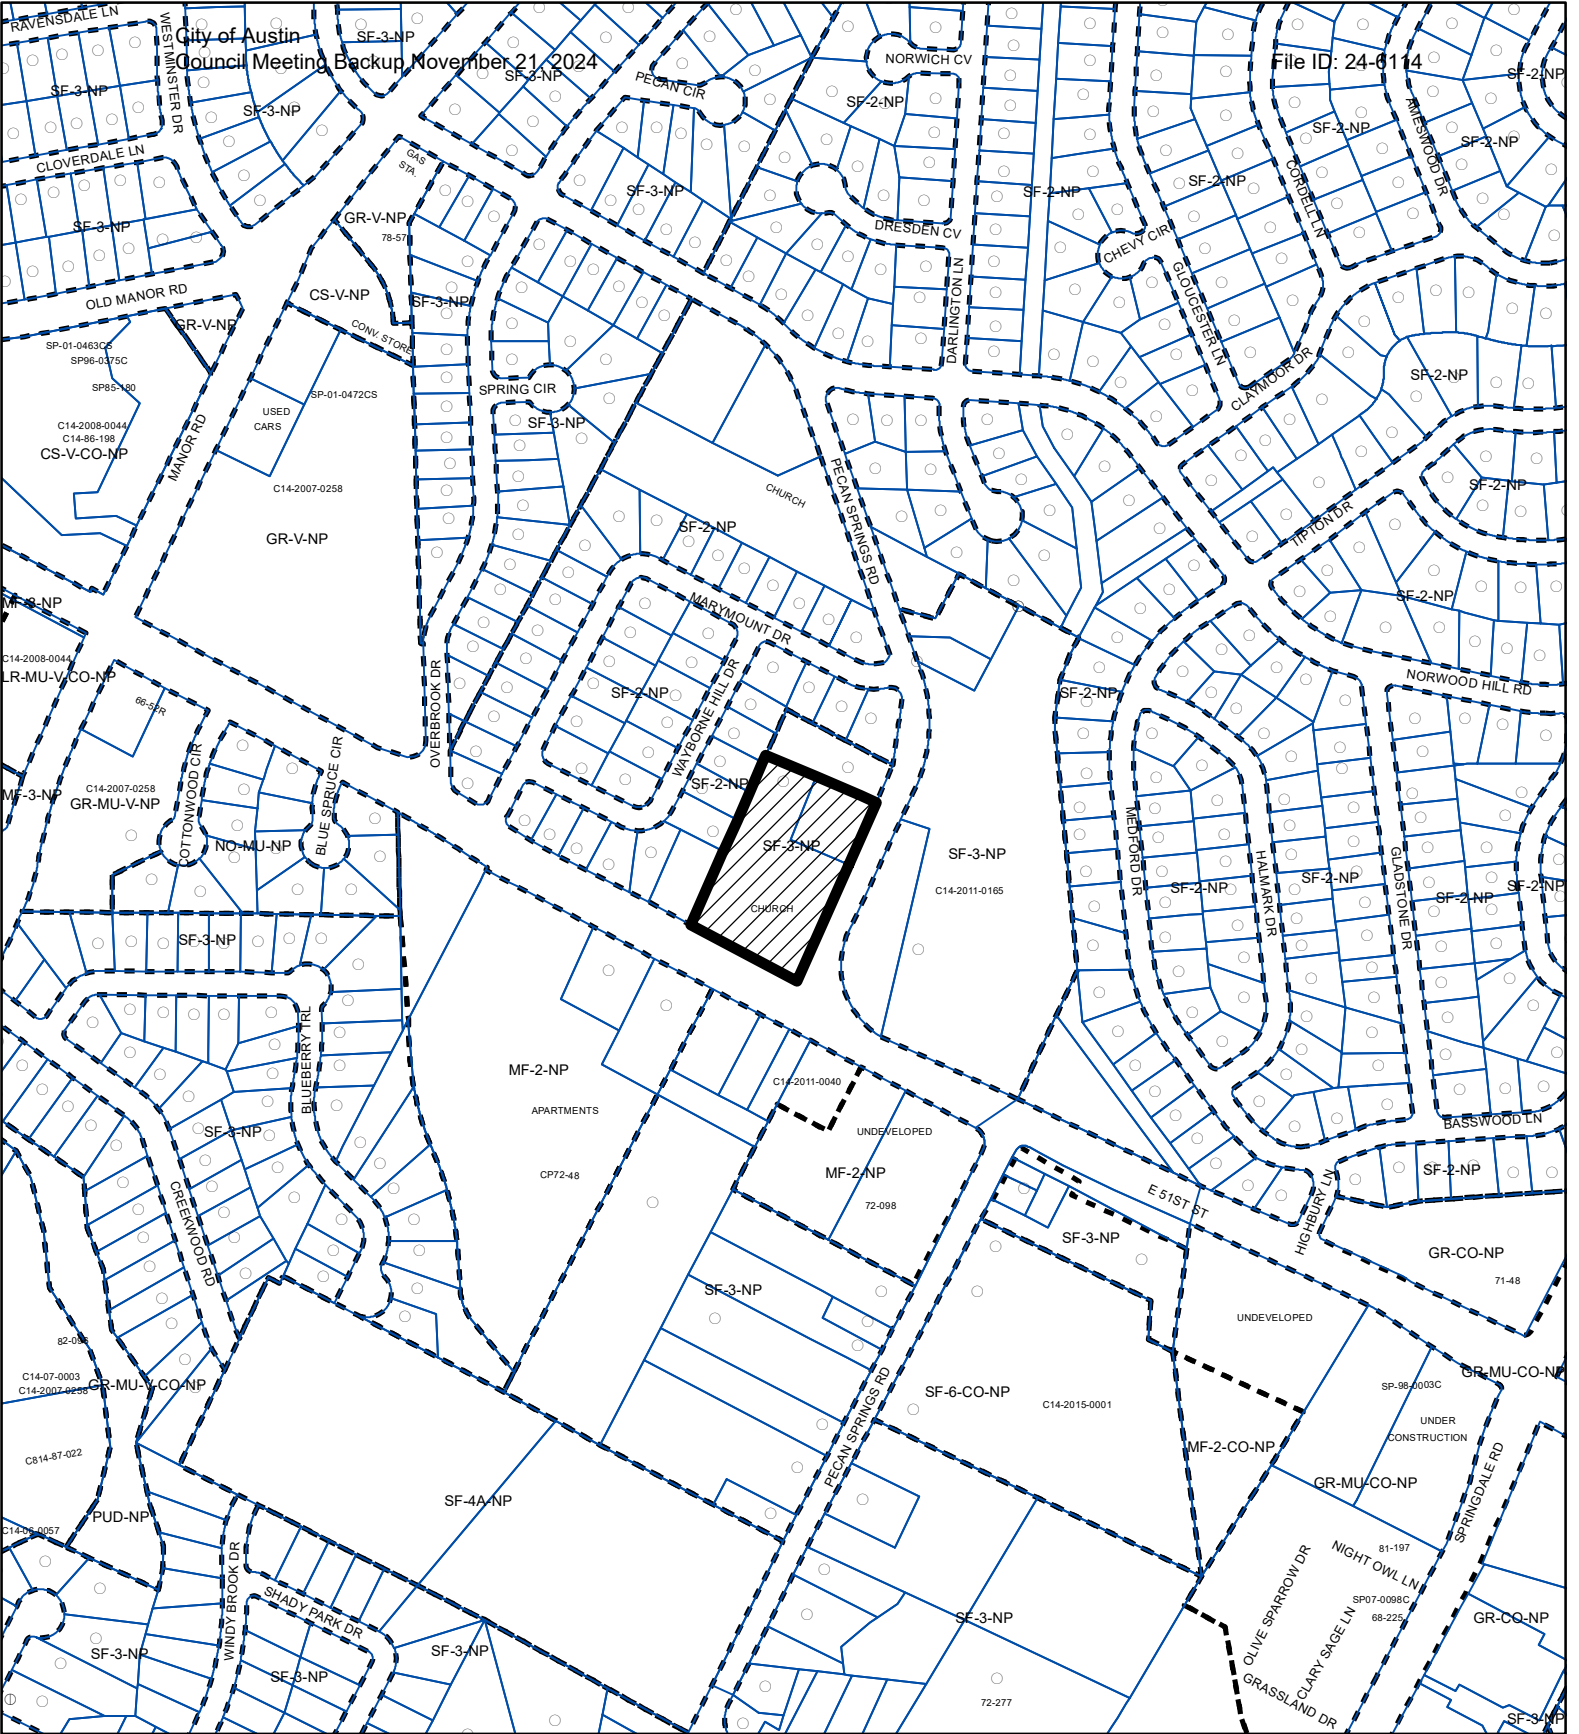 RAVENSDALE LN
WESTMINSTER DR
City of Austin
Council Meeting Backup November 21, 2024
File ID: 24-6114
SF-3-NP
SF-3-NP
SF-3-NP
SF-3-NP
PECAN CIR
NORWICH CV
SF-2-NP
SF-2-NP
SF-2-NP
SF-2-NP
AMESWOOD DR
CLOVERDALE LN
GAS
STA.
SF-3-NP
SF-2-NP
SF-2-NP
CORDELL LN
SF-3-NP
GR-V-NP
78-57
DRESDEN CV
CHEVY CIR
OLD MANOR RD
CS-V-NP
SF-3-NP
DARLINGTON LN
GLOUCESTER LN
GR-V-NP
CONV. STORE
SP-01-0463CS
SP96-0375C
SP85-180
SP-01-0472CS
SPRING CIR
CLAYMOOR DR
SF-2-NP
USED
CARS
C14-2008-0044
C14-86-198
CS-V-CO-NP
MANOR RD
SF-3-NP
C14-2007-0258
CHURCH
PECAN SPRINGS RD
SF-2-NP
GR-V-NP
SF-2-NP
TIPTON DR
MF-3-NP
MARYMOUNT DR
SF-2-NP
C14-2008-0044
LR-MU-V-CO-NP
66-52R
OVERBROOK DR
SF-2-NP
WAYBORNE HILL DR
SF-2-NP
NORWOOD HILL RD
COTTONWOOD CIR
BLUE SPRUCE CIR
MF-3-NP
C14-2007-0258
GR-MU-V-NP
SF-2-NP
NO-MU-NP
SF-3-NP
SF-3-NP
C14-2011-0165
MEDFORD DR
SF-2-NP
HALMARK DR
SF-2-NP
GLADSTONE DR
SF-2-NP
SF-2-NP
CHURCH
SF-3-NP
BLUEBERRY TRL
MF-2-NP
C14-2011-0040
APARTMENTS
UNDEVELOPED
BASSWOOD LN
SF-3-NP
CP72-48
MF-2-NP
72-098
SF-2-NP
CREEKWOOD RD
E 51ST ST
HIGHBURY LN
SF-3-NP
GR-CO-NP
71-48
SF-3-NP
UNDEVELOPED
82-096
C14-07-0003
C14-2007-0258
GR-MU-V-CO-NP
SF-6-CO-NP
C14-2015-0001
SP-98-0003C
GR-MU-CO-NP
UNDER
CONSTRUCTION
PECAN SPRINGS RD
MF-2-CO-NP
C814-87-022
GR-MU-CO-NP
SF-4A-NP
SPRINGDALE RD
PUD-NP
C14-06-0057
81-197
NIGHT OWL LN
WINDY BROOK DR
SHADY PARK DR
OLIVE SPARROW DR
SP07-0098C
68-225
CLARY SAGE LN
SF-3-NP
GR-CO-NP
SF-3-NP
SF-3-NP
SF-3-NP
GRASSLAND DR
72-277
SF-3-NP